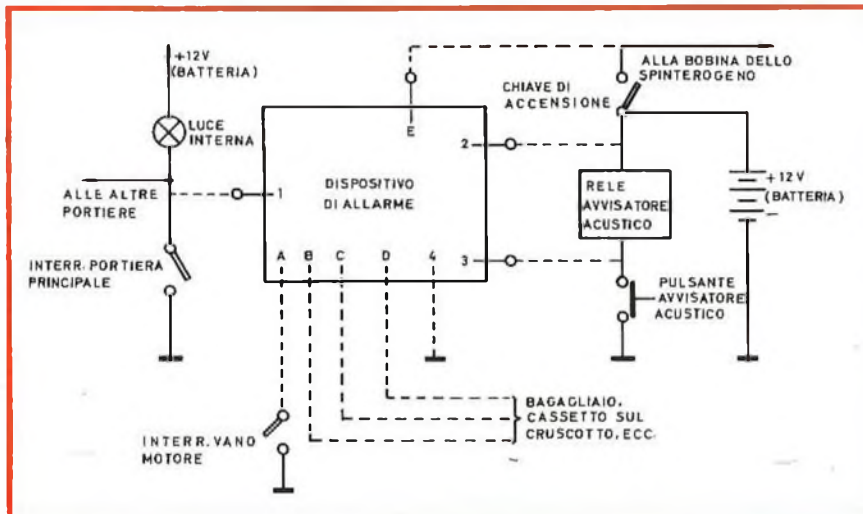 +12V
(BATTERIA)
LUCE
INTERNA
ALLE ALTRE
PORTIERE
INTERR. PORTIERA
PRINCIPALE
1
E
2
DISPOSITIVO
DI ALLARME
A B C D 4
3
INTERR. VANO
MOTORE
BAGAGLIAIO,
CASSETTO SUL
CRUSCOTTO, ECC.
ALLA BOBINA DELLO
SPINTEROGENO
CHIAVE DI
ACCENSIONE
RELE
AVVISATORE
ACUSTICO
+12V
(BATTERIA)
−
PULSANTE
AVVISATORE
ACUSTICO